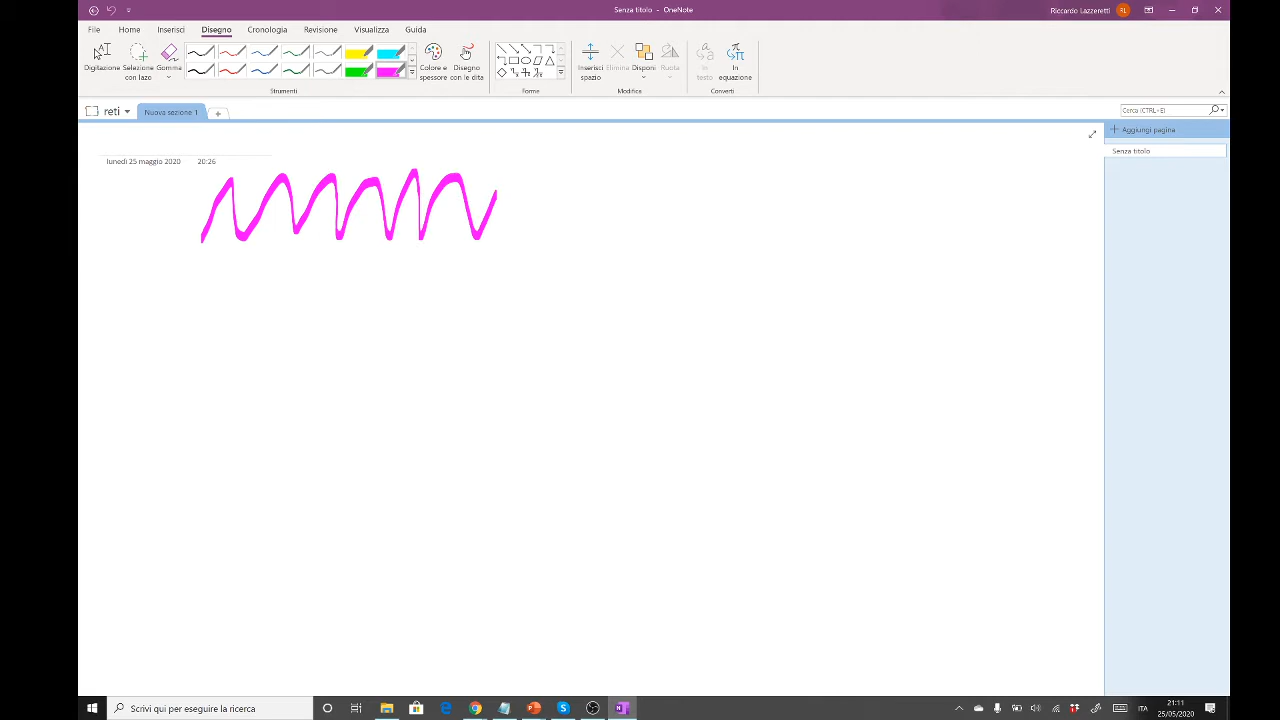 Senza titolo - OneNote
Riccardo Lazzeretti RL
File Home Inserisci Disegno Cronologia Revisione Visualizza Guida
Digitazione
Selezione con lazo
Gomma
Colore e spessore
Disegno con le dita
Inserisci spazio
Elimina
Disponi
Ruota
In testo
In equazione
Strumenti Forme Modifica Converti
reti Nuova sezione 1
Cerca (CTRL+E)
Aggiungi pagina
Senza titolo
lunedì 25 maggio 2020 20:26
Scrivi qui per eseguire la ricerca
ITA
21:11
25/05/2020